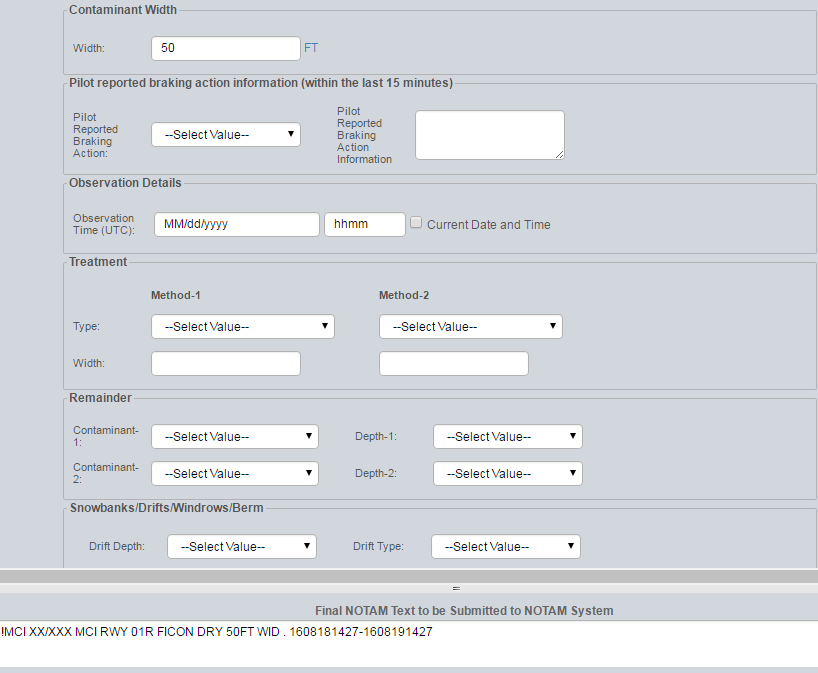 Contaminant Width
Width:
50
FT
Pilot reported braking action information (within the last 15 minutes)
Pilot
Reported
Braking
Action:
--Select Value--
Pilot
Reported
Braking
Action
Information
Observation Details
Observation
Time (UTC):
MM/dd/yyyy
hhmm
Current Date and Time
Treatment
Method-1
Method-2
Type:
--Select Value--
--Select Value--
Width:
Remainder
Contaminant-
1:
--Select Value--
Depth-1:
--Select Value--
Contaminant-
2:
--Select Value--
Depth-2:
--Select Value--
Snowbanks/Drifts/Windrows/Berm
Drift Depth:
--Select Value--
Drift Type:
--Select Value--
Final NOTAM Text to be Submitted to NOTAM System
!MCI XX/XXX MCI RWY 01R FICON DRY 50FT WID . 1608181427-1608191427